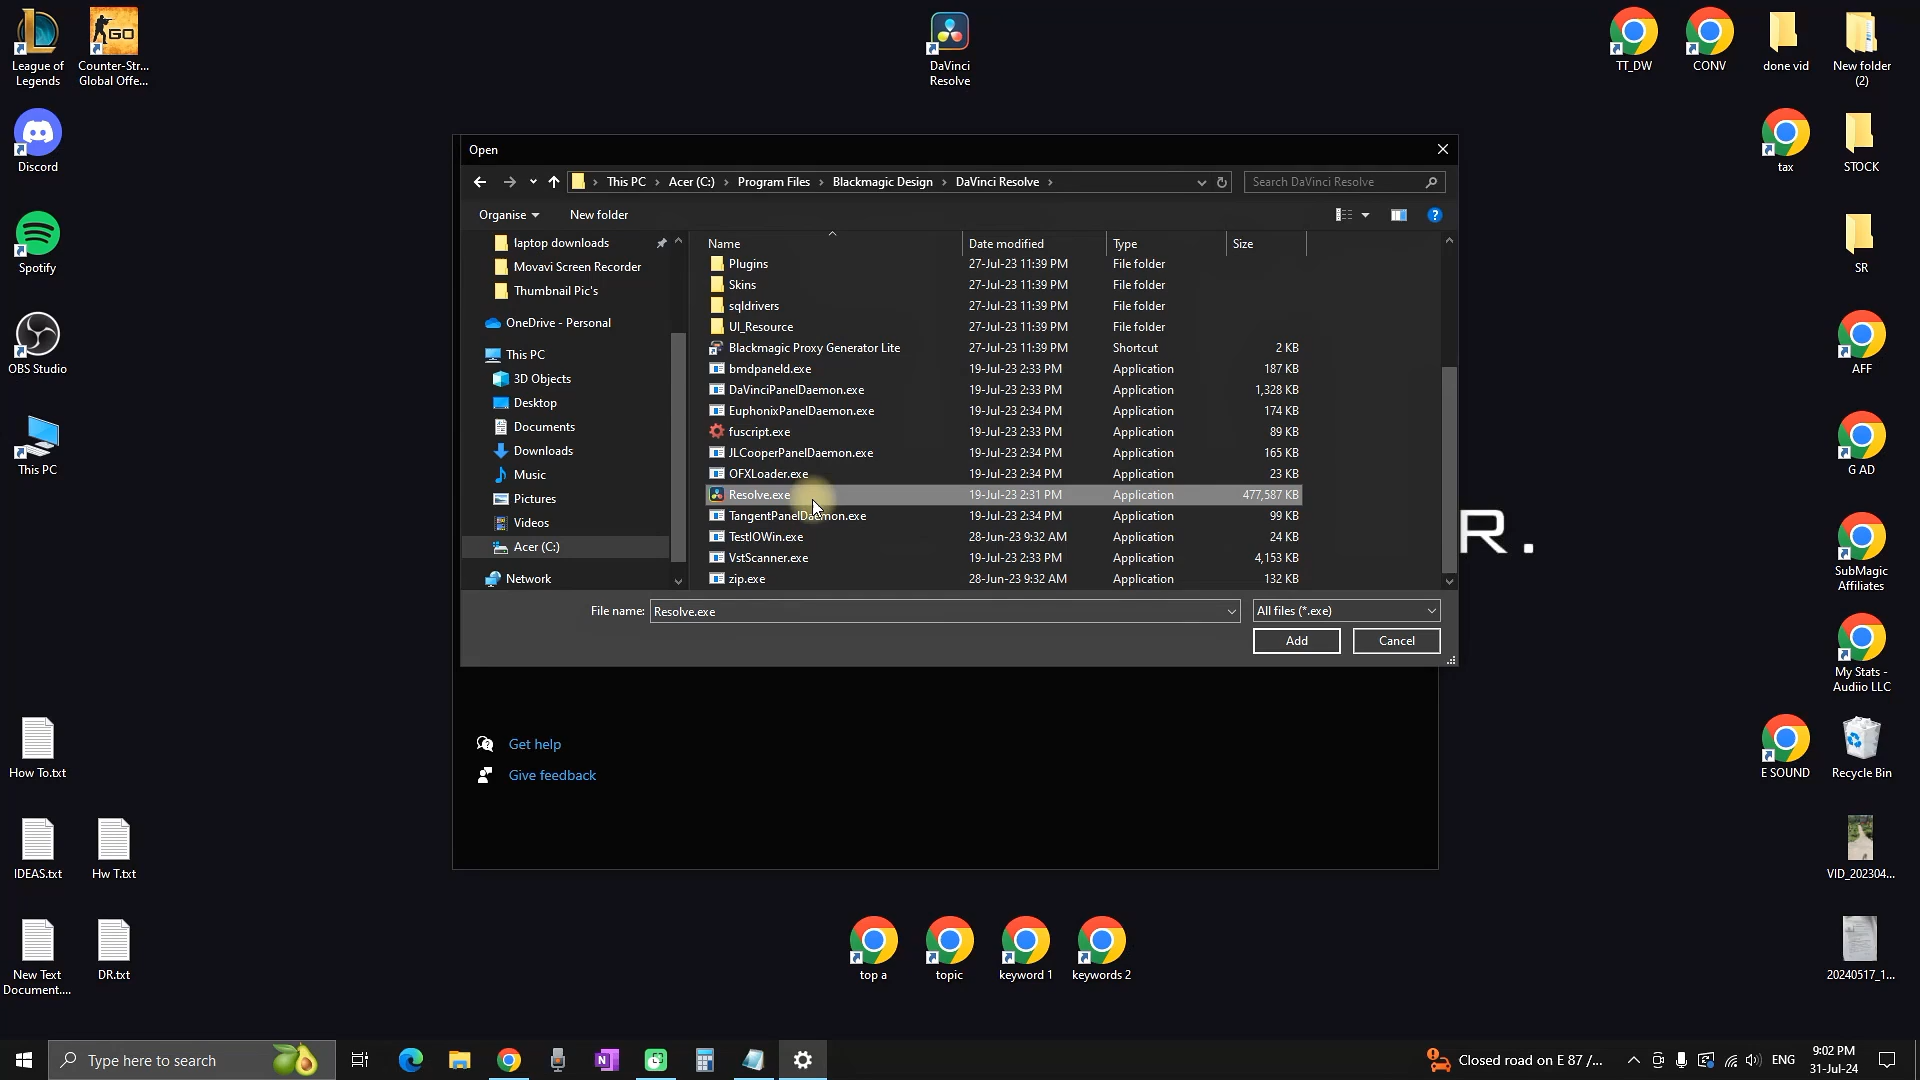 League of
Legends
Counter-Str...
Global Offe...
DaVinci
Resolve
TT_DW
CONV
done vid
New folder
(2)
Discord
tax
STOCK
Spotify
SR
OBS Studio
AFF
This PC
G AD
SubMagic
Affiliates
My Stats -
Audiio LLC
E SOUND
Recycle Bin
How To.txt
IDEAS.txt
Hw T.txt
VID_202304...
New Text
Document....
DR.txt
20240517_1...
top a
topic
keyword 1
keywords 2
R.
Open
This PC
Acer (C:)
Program Files
Blackmagic Design
DaVinci Resolve
Search DaVinci Resolve
Organise
New folder
laptop downloads
Movavi Screen Recorder
Thumbnail Pic's
OneDrive - Personal
This PC
3D Objects
Desktop
Documents
Downloads
Music
Pictures
Videos
Acer (C:)
Network
Name Date modified Type Size
Plugins 27-Jul-23 11:39 PM File folder
Skins 27-Jul-23 11:39 PM File folder
sqldrivers 27-Jul-23 11:39 PM File folder
UI_Resource 27-Jul-23 11:39 PM File folder
Blackmagic Proxy Generator Lite 27-Jul-23 11:39 PM Shortcut 2 KB
bmdpaneld.exe 19-Jul-23 2:33 PM Application 187 KB
DaVinciPanelDaemon.exe 19-Jul-23 2:33 PM Application 1,328 KB
EuphonixPanelDaemon.exe 19-Jul-23 2:34 PM Application 174 KB
fuscript.exe 19-Jul-23 2:33 PM Application 89 KB
JLCooperPanelDaemon.exe 19-Jul-23 2:34 PM Application 165 KB
OFXLoader.exe 19-Jul-23 2:34 PM Application 23 KB
Resolve.exe 19-Jul-23 2:31 PM Application 477,587 KB
TangentPanelDaemon.exe 19-Jul-23 2:34 PM Application 99 KB
TestIOWin.exe 28-Jun-23 9:32 AM Application 24 KB
VstScanner.exe 19-Jul-23 2:33 PM Application 4,153 KB
zip.exe 28-Jun-23 9:32 AM Application 132 KB
File name: Resolve.exe
All files (*.exe)
Add
Cancel
Get help
Give feedback
Type here to search
Closed road on E 87 /...
ENG
9:02 PM
31-Jul-24